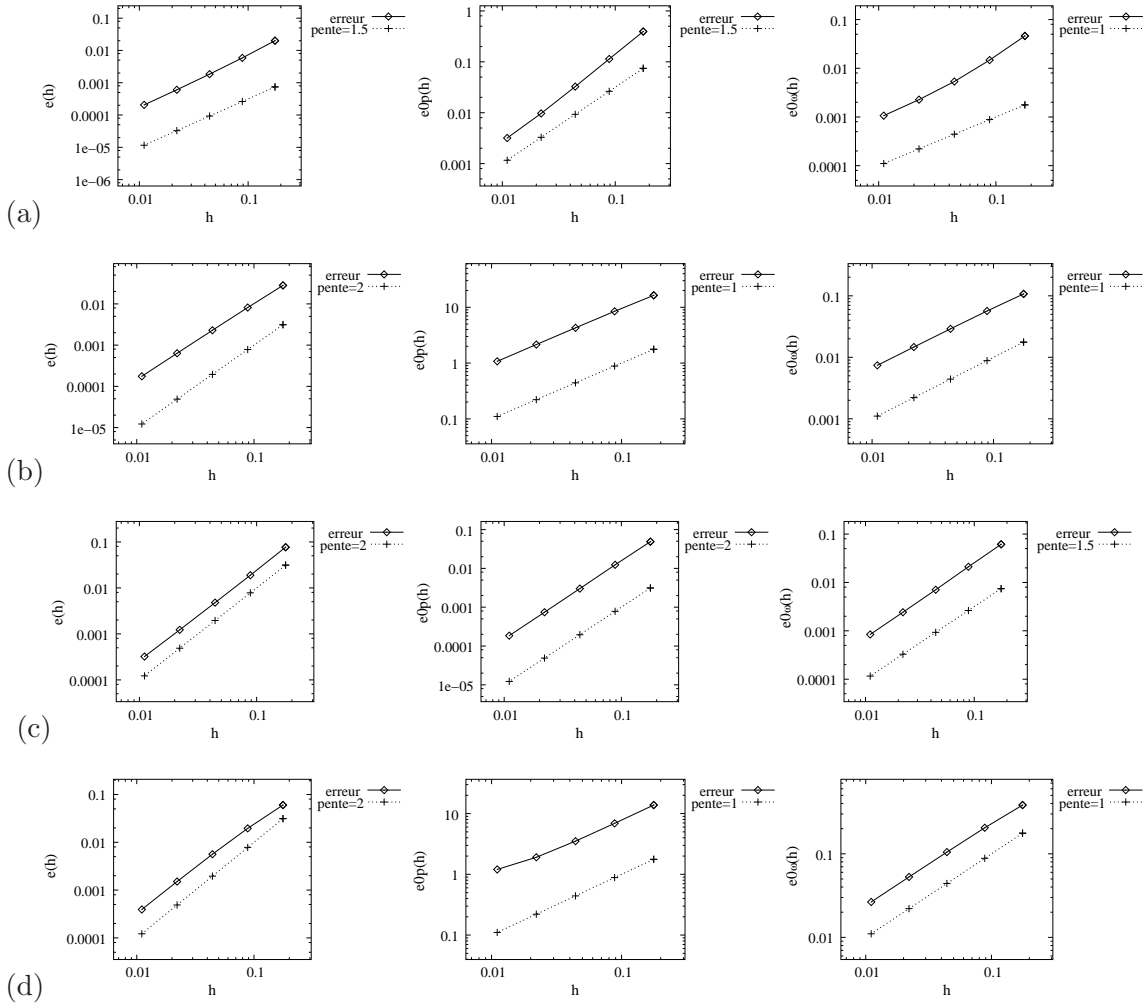 erreur
pente=1.5
0.1
0.01
0.001
0.0001
1e-05
1e-06
e(h)
0.01
0.1
h
erreur
pente=1.5
1
0.1
0.01
0.001
e0p(h)
0.01
0.1
h
erreur
pente=1
0.1
0.01
0.001
0.0001
e0ω(h)
0.01
0.1
h
(a)
erreur
pente=2
0.01
0.001
0.0001
1e-05
e(h)
0.01
0.1
h
erreur
pente=1
10
1
0.1
e0p(h)
0.01
0.1
h
erreur
pente=1
0.1
0.01
0.001
e0ω(h)
0.01
0.1
h
(b)
erreur
pente=2
0.1
0.01
0.001
0.0001
e(h)
0.01
0.1
h
erreur
pente=2
0.1
0.01
0.001
0.0001
1e-05
e0p(h)
0.01
0.1
h
erreur
pente=1.5
0.1
0.01
0.001
0.0001
e0ω(h)
0.01
0.1
h
(c)
erreur
pente=2
0.1
0.01
0.001
0.0001
e(h)
0.01
0.1
h
erreur
pente=1
10
1
0.1
e0p(h)
0.01
0.1
h
erreur
pente=1
0.1
0.01
e0ω(h)
0.01
0.1
h
(d)